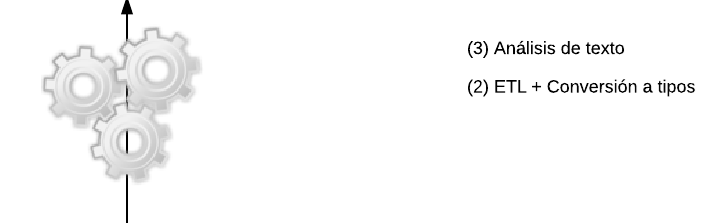 (3) Análisis de texto
(2) ETL + Conversión a tipos